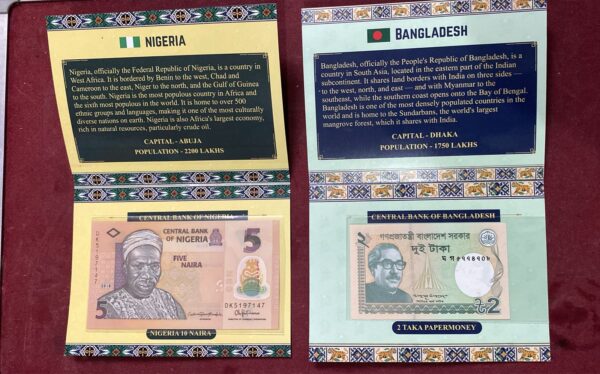 NIGERIA
Nigeria, officially the Federal Republic of Nigeria, is a country in
West Africa. It is bordered by Benin to the west, Chad and
Cameroon to the east, Niger to the north, and the Gulf of Guinea
to the south. Nigeria is the most populous country in Africa and
the sixth most populous in the world. It is home to over 500
ethnic groups and languages, making it one of the most culturally
diverse nations on earth. Nigeria is also Africa's largest economy,
rich in natural resources, particularly crude oil.
CAPITAL - ABUJA
POPULATION - 2200 LAKHS
CENTRAL BANK OF NIGERIA
CENTRAL BANK
OF NIGERIA
FIVE
NAIRA
5
DK5197147
DK5197147
5
NIGERIA 10 NAIRA
BANGLADESH
Bangladesh, officially the People's Republic of Bangladesh, is a
country in South Asia, located in the eastern part of the Indian
subcontinent. It shares land borders with India on three sides —
to the west, north, and east — and with Myanmar to the
southeast, while the southern coast opens onto the Bay of Bengal.
Bangladesh is one of the most densely populated countries in the
world and is home to the Sundarbans, the world's largest
mangrove forest, which it shares with India.
CAPITAL - DHAKA
POPULATION - 1750 LAKHS
CENTRAL BANK OF BANGLADESH
গণপ্রজাতন্ত্রী বাংলাদেশ সরকার
২
দুই টাকা
৳2
2 TAKA PAPERMONEY